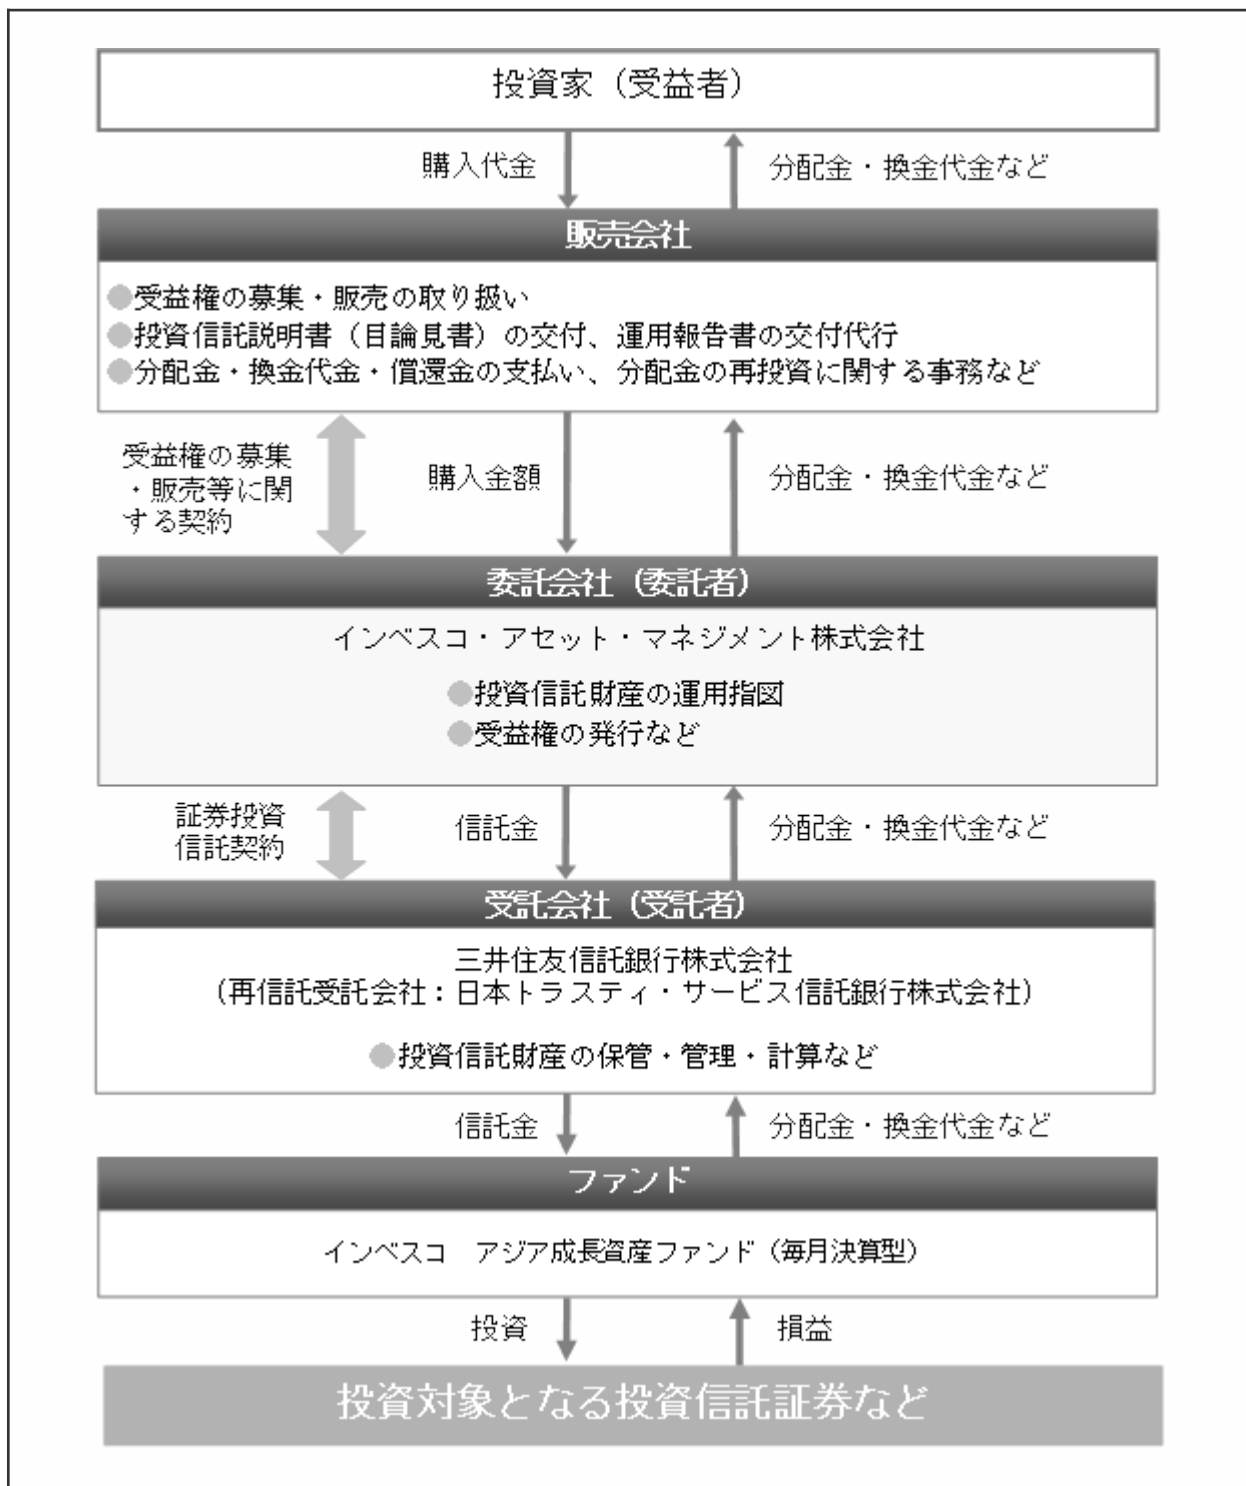 投資家（受益者）
購入代金
分配金・換金代金など
販売会社
●受益権の募集・販売の取り扱い
●投資信託説明書（目論見書）の交付、運用報告書の交付代行
●分配金・換金代金・償還金の支払い、分配金の再投資に関する事務など
受益権の募集
・販売等に関
する契約
購入金額
分配金・換金代金など
委託会社（委託者）
インベスコ・アセット・マネジメント株式会社
●投資信託財産の運用指図
●受益権の発行など
証券投資
信託契約
信託金
分配金・換金代金など
受託会社（受託者）
三井住友信託銀行株式会社
（再信託受託会社：日本トラスティ・サービス信託銀行株式会社）
●投資信託財産の保管・管理・計算など
信託金
分配金・換金代金など
ファンド
インベスコ　アジア成長資産ファンド（毎月決算型）
投資
損益
投資対象となる投資信託証券など